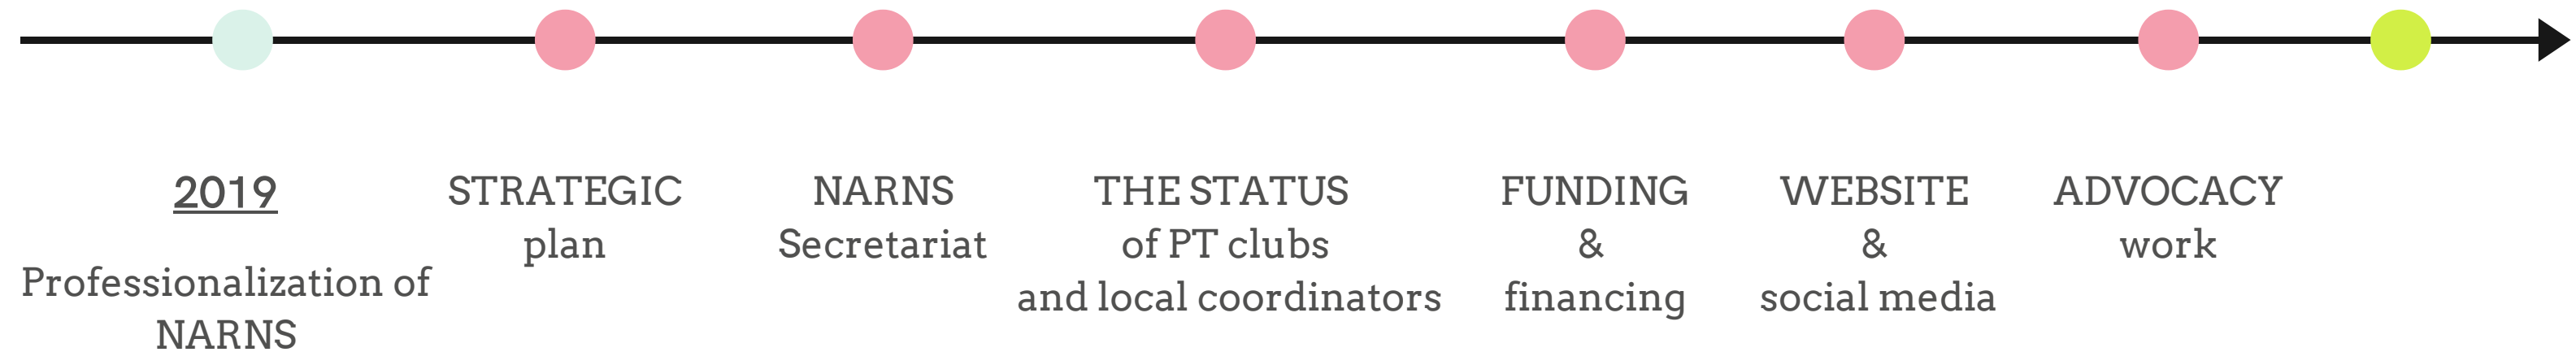 2019
Professionalization of
NARNS
STRATEGIC
plan
NARNS
Secretariat
THE STATUS
of PT clubs
and local coordinators
FUNDING
&
financing
WEBSITE
&
social media
ADVOCACY
work